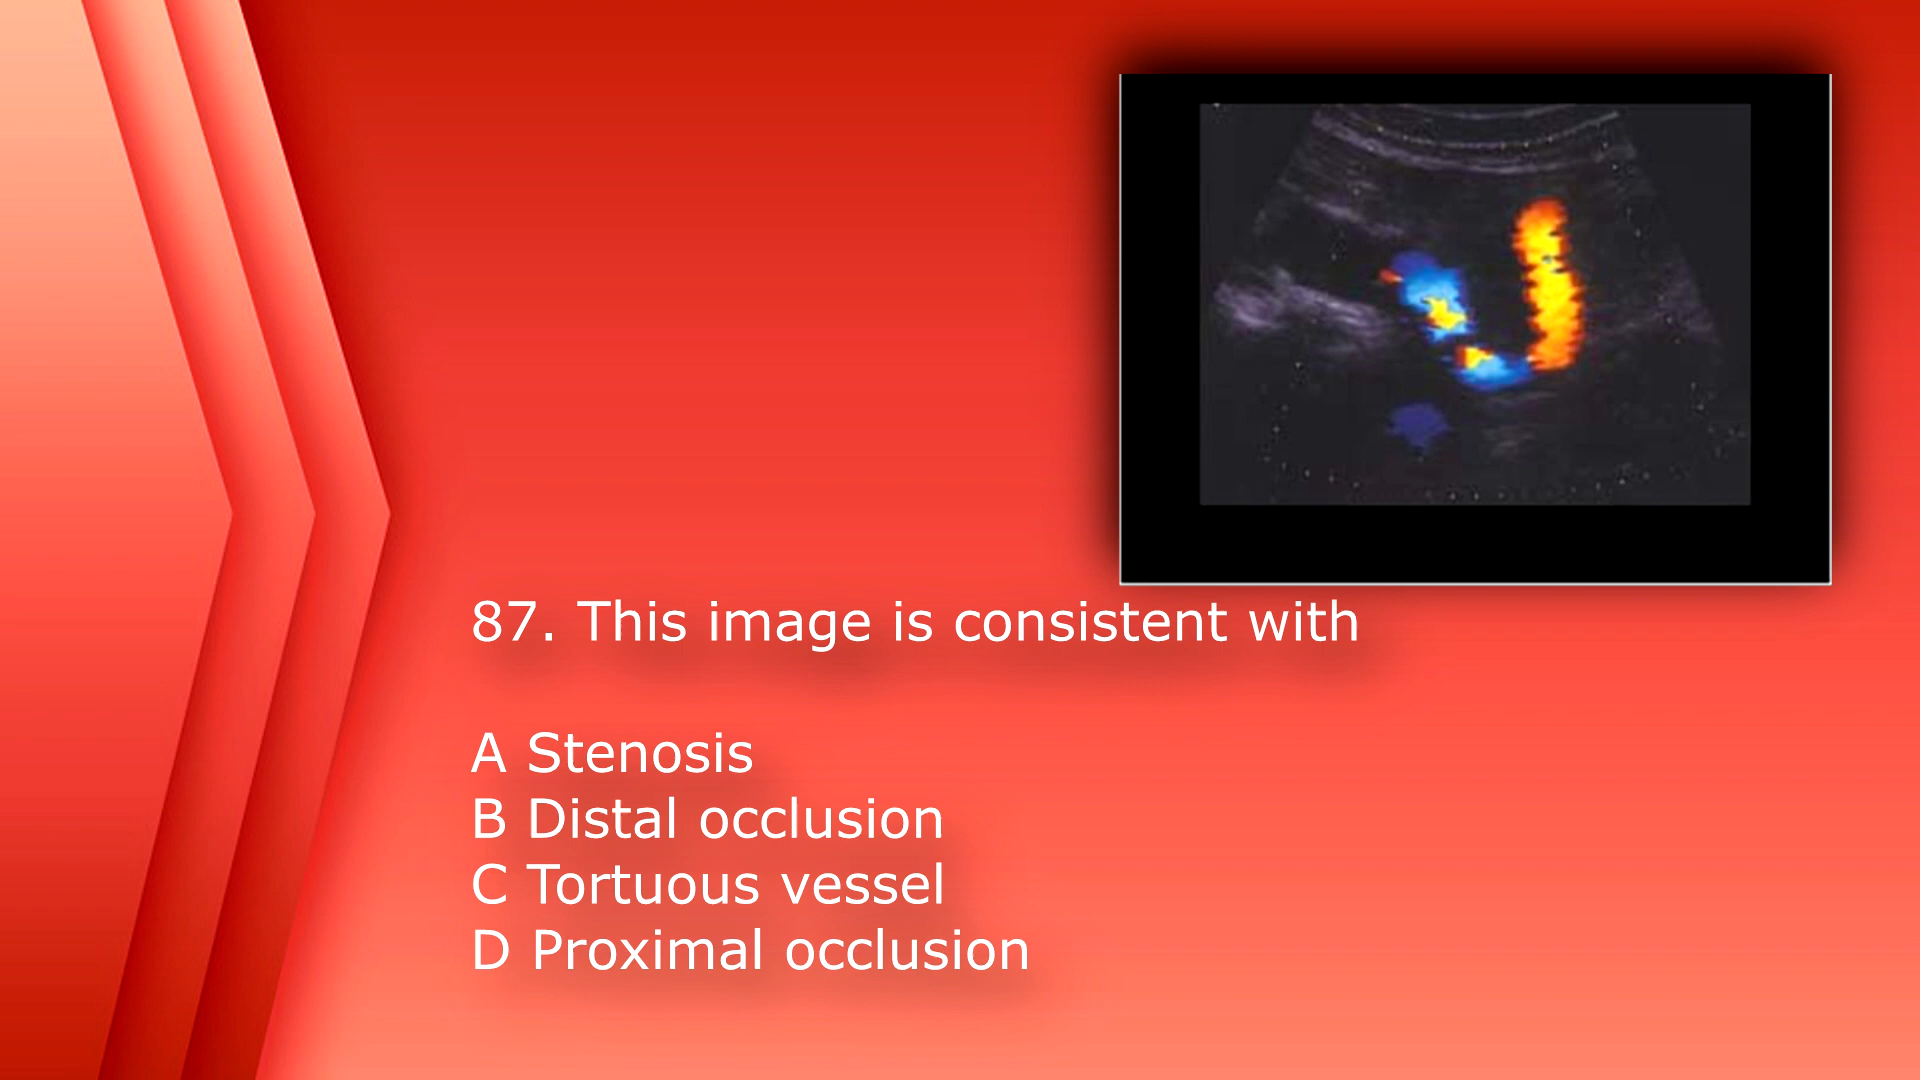 87. This image is consistent with
A Stenosis
B Distal occlusion
C Tortuous vessel
D Proximal occlusion